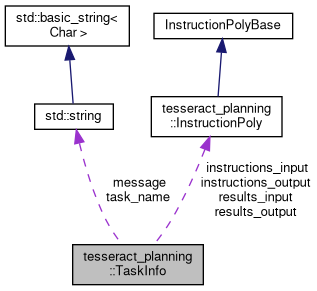 std::basic_string<
Char >
InstructionPolyBase
std::string
tesseract_planning
::InstructionPoly
message
task_name
instructions_input
instructions_output
results_input
results_output
tesseract_planning
::TaskInfo